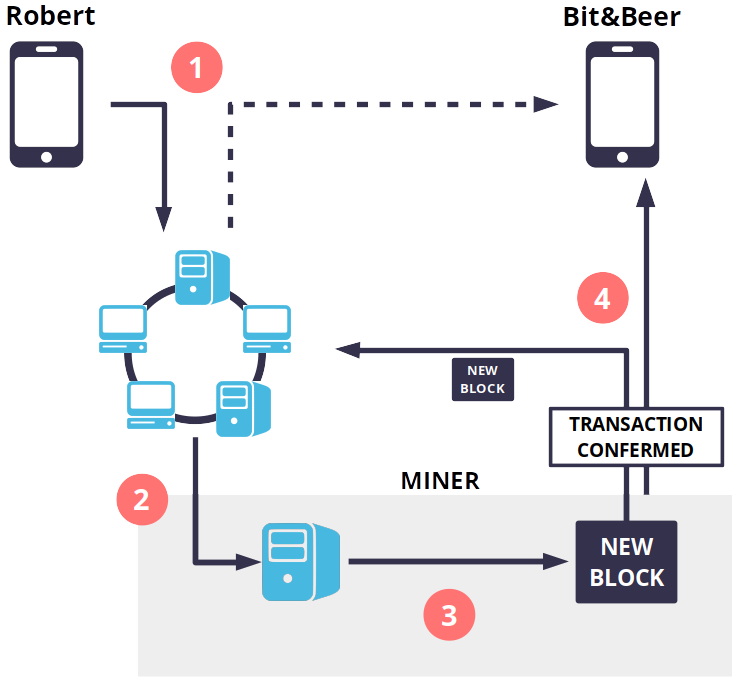 Robert
Bit&Beer
1
4
NEW
BLOCK
TRANSACTION
CONFERMED
MINER
2
NEW
BLOCK
3